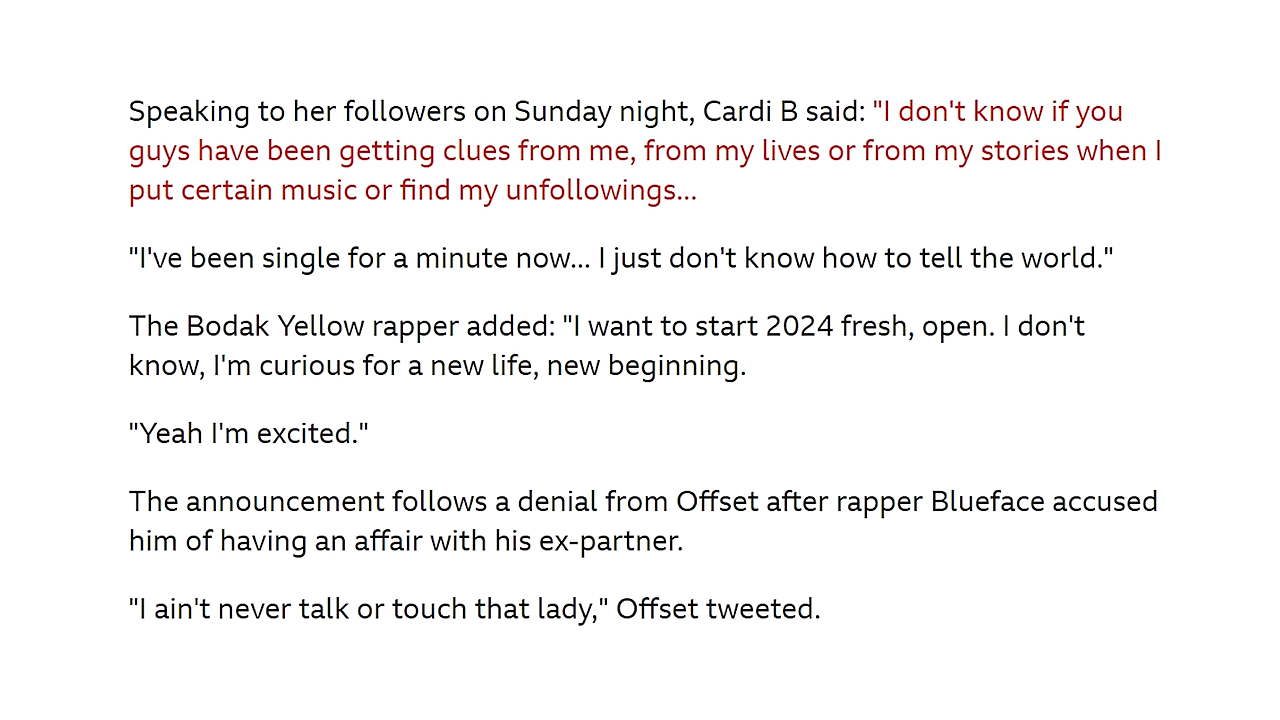 Speaking to her followers on Sunday night, Cardi B said: "I don't know if you
guys have been getting clues from me, from my lives or from my stories when I
put certain music or find my unfollowings...
"I've been single for a minute now... I just don't know how to tell the world."
The Bodak Yellow rapper added: "I want to start 2024 fresh, open. I don't
know, I'm curious for a new life, new beginning.
"Yeah I'm excited."
The announcement follows a denial from Offset after rapper Blueface accused
him of having an affair with his ex-partner.
"I ain't never talk or touch that lady," Offset tweeted.